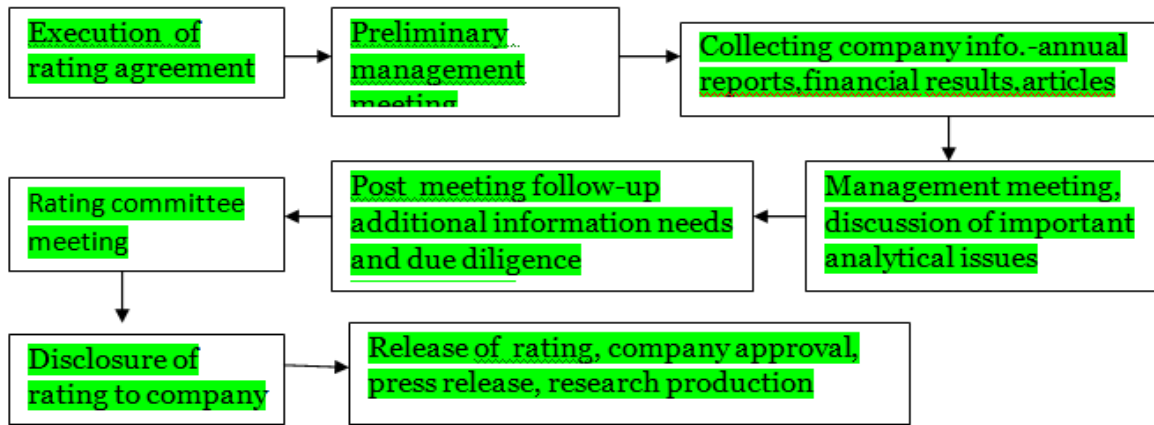 Execution of
rating agreement
Preliminary
management
meeting
Collecting company info.-annual
reports,financial results,articles
Management meeting,
discussion of important
analytical issues
Post meeting follow-up
additional information needs
and due diligence
Rating committee
meeting
Disclosure of
rating to company
Release of rating, company approval,
press release, research production